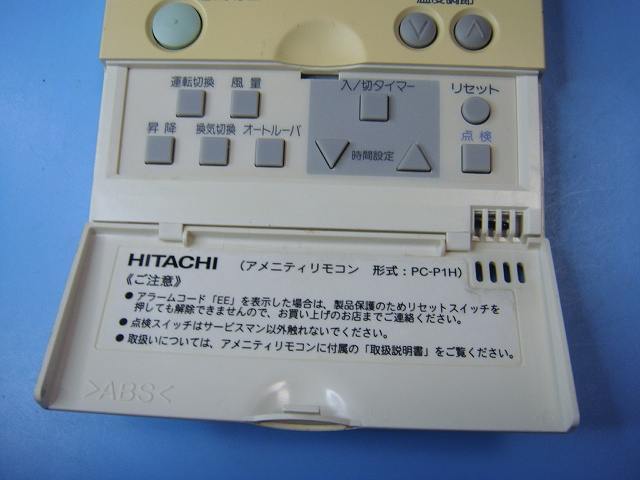 温度調節
運転切換 風量 入/切タイマー リセット
昇降 換気切換 オートルーバ 点検
時間設定
HITACHI (アメニティリモコン 形式:PC-P1H)
《ご注意》
● アラームコード「EE」を表示した場合は、製品保護のためリセットスイッチを
押しても解除できませんので、お買い上げのお店までご連絡ください。
● 点検スイッチはサービスマン以外触れないでください。
● 取扱いについては、アメニティリモコンに付属の「取扱説明書」をご覧ください。
>ABS<